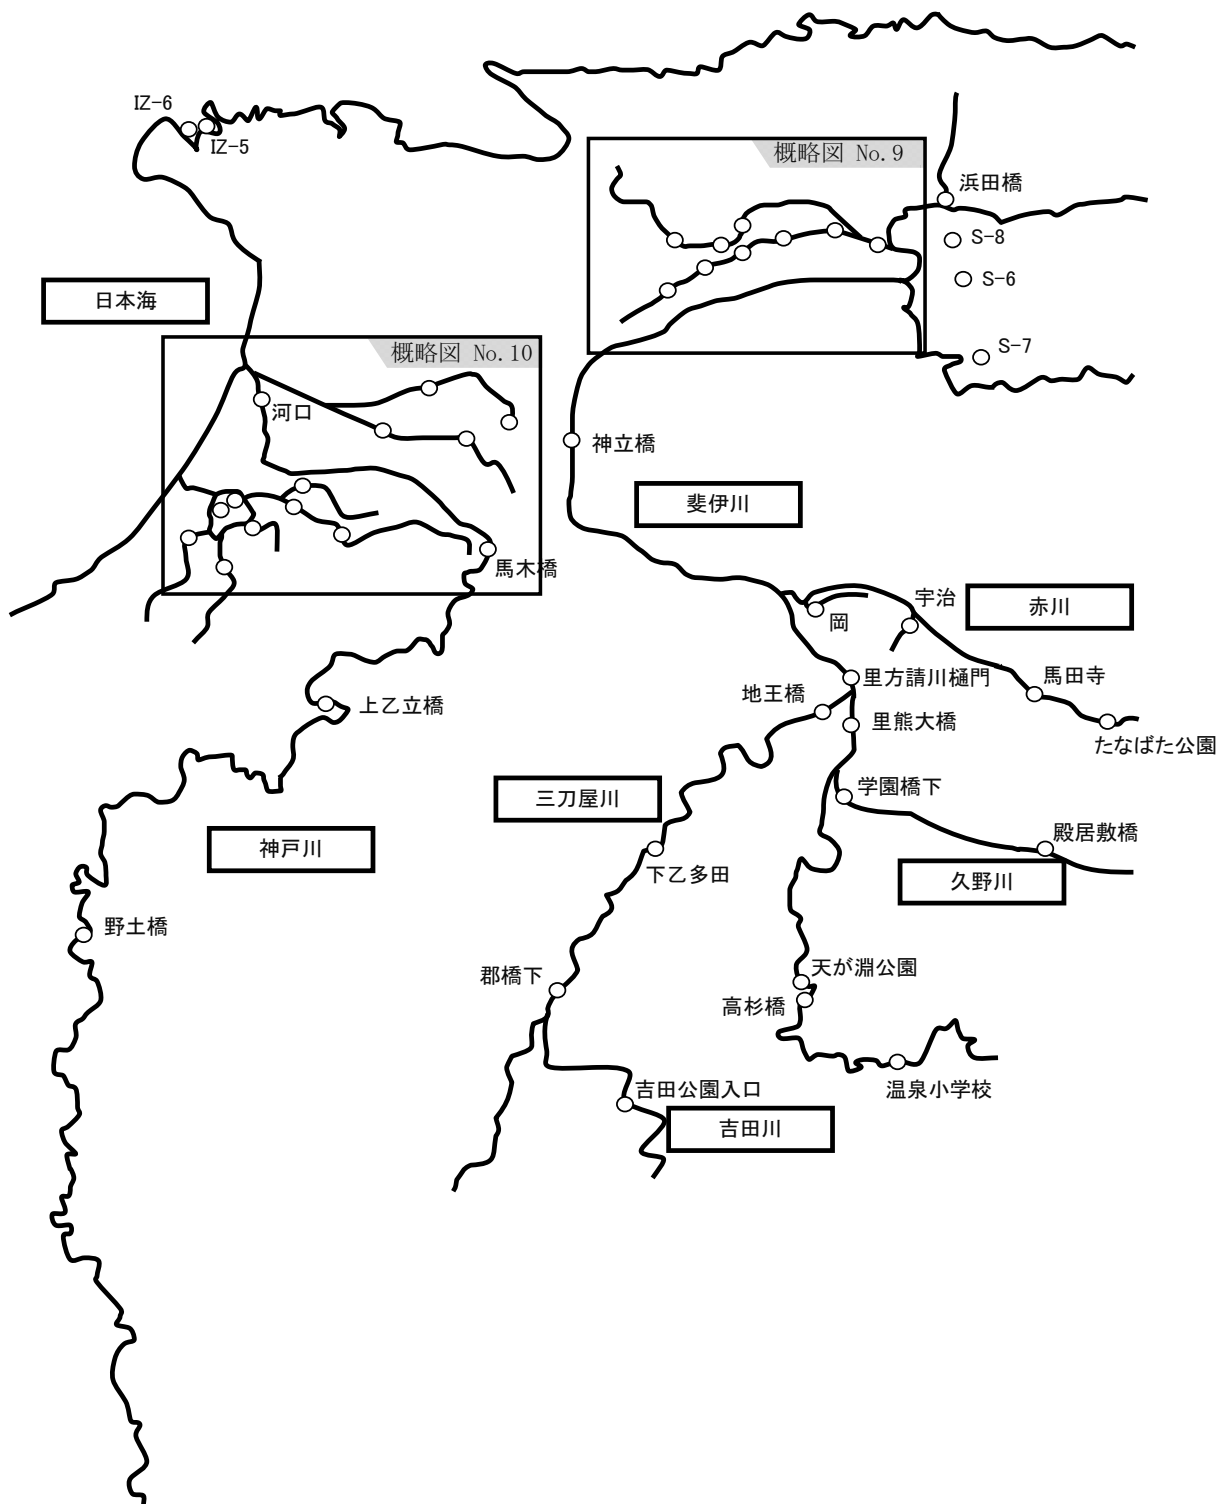 IZ-6
IZ-5
概略図 No.9
浜田橋
S-8
S-6
日本海
S-7
概略図 No.10
河口
神立橋
斐伊川
馬木橋
宇治
赤川
岡
里方請川樋門
馬田寺
地王橋
上乙立橋
里熊大橋
たなばた公園
三刀屋川
学園橋下
神戸川
殿居敷橋
下乙多田
久野川
野土橋
天が淵公園
郡橋下
高杉橋
温泉小学校
吉田公園入口
吉田川